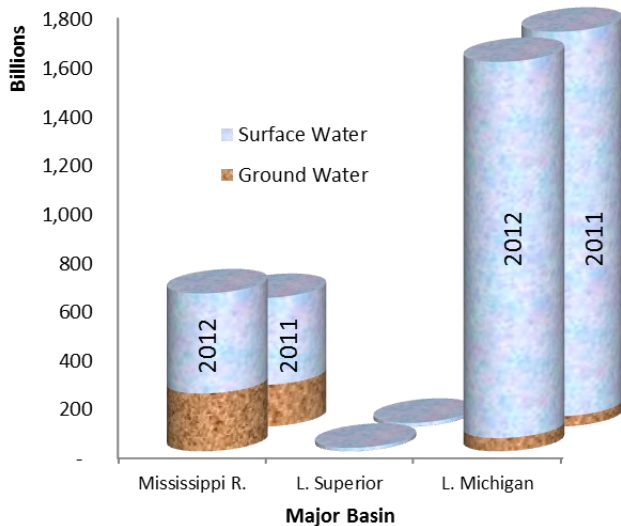 Billions
1,800
1,600
1,400
1,200
1,000
800
600
400
200
-
Surface Water
Ground Water
2012
2011
2012
2011
Mississippi R.
L. Superior
L. Michigan
Major Basin